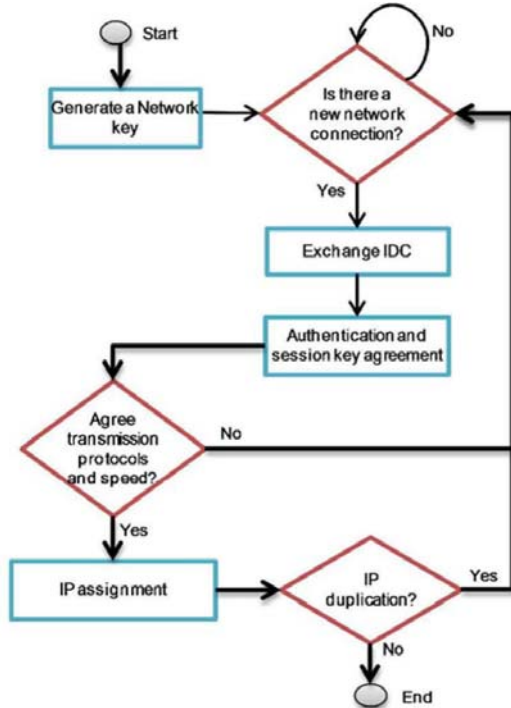 Start
No
Generate a Network
key
Is there a
new network
connection?
Yes
Exchange IDC
Authentication and
session key agreement
Agree
transmission
protocols
and speed?
No
Yes
IP assignment
IP
duplication?
Yes
No
End